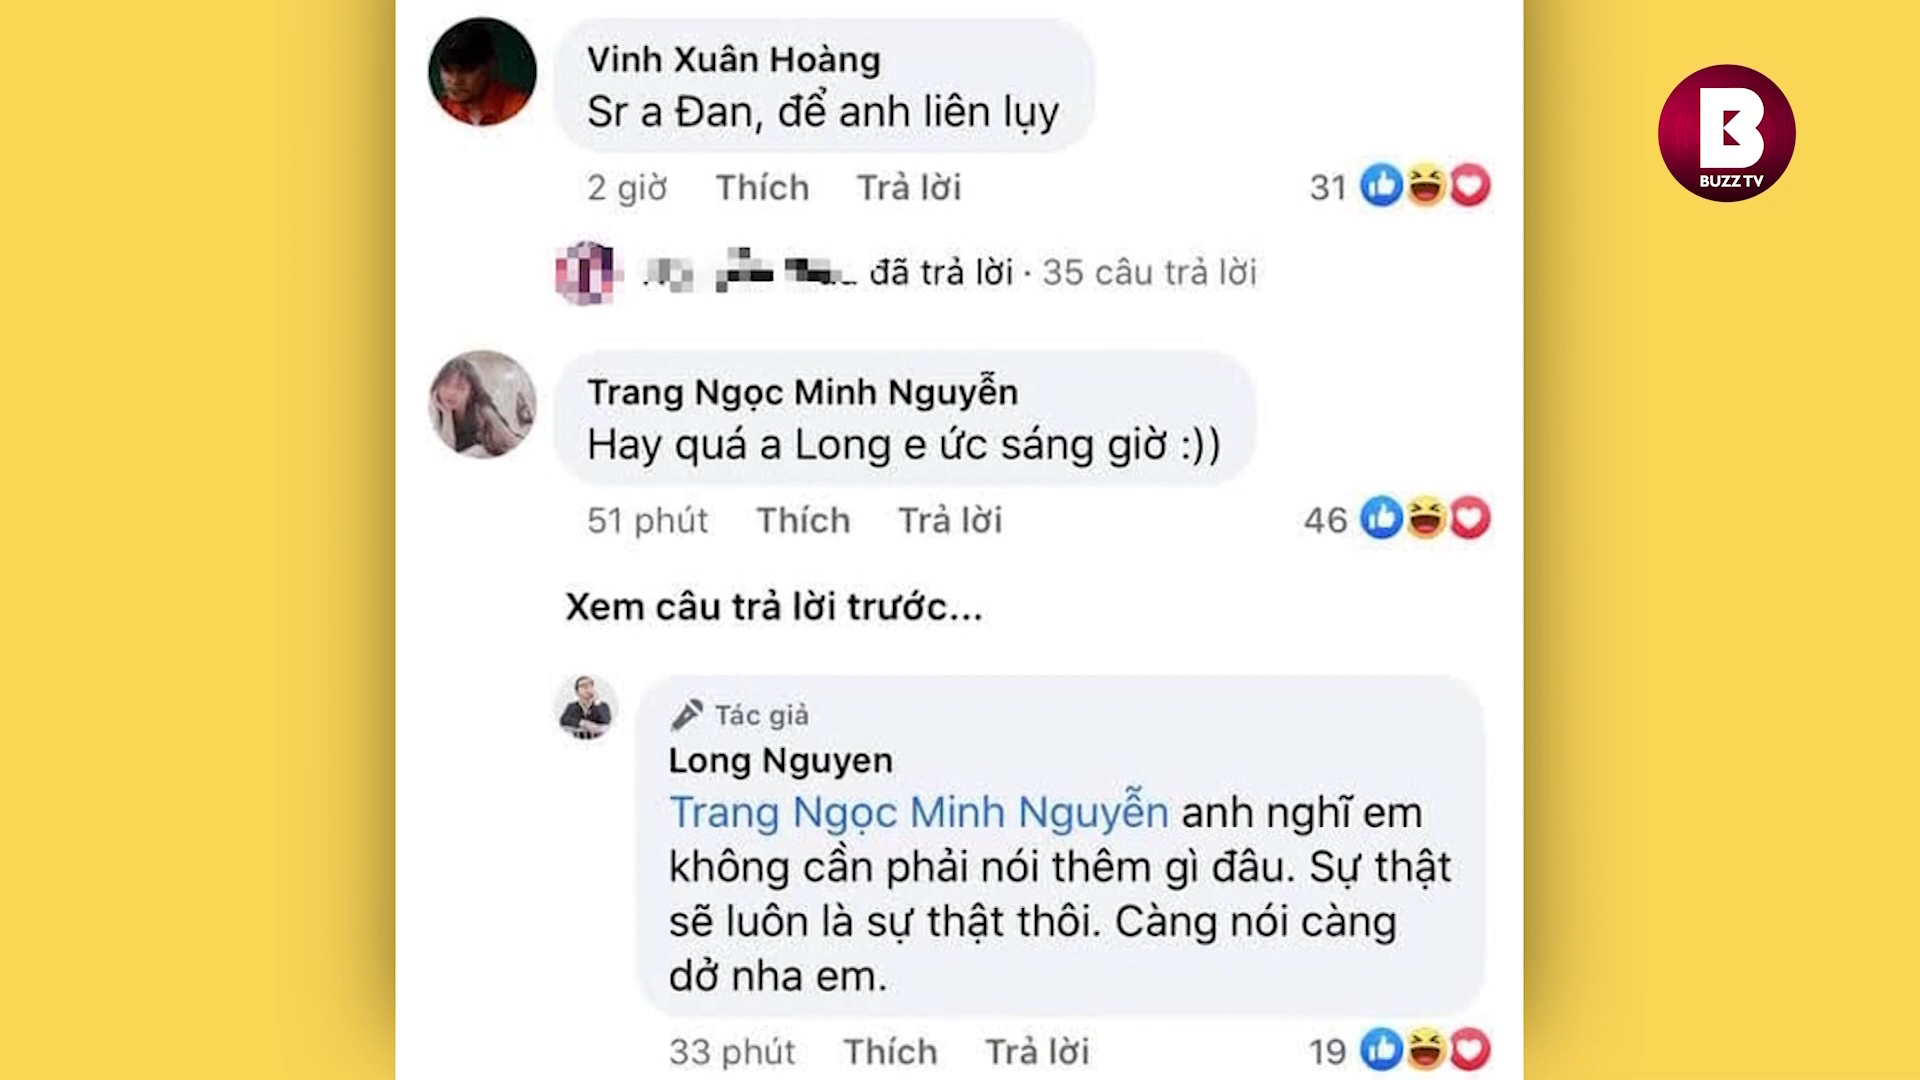 Vinh Xuân Hoàng
Sr a Đan, để anh liên lụy
2 giờ Thích Trả lời 31
đã trả lời · 35 câu trả lời
Trang Ngọc Minh Nguyễn
Hay quá a Long e ức sáng giờ :))
51 phút Thích Trả lời 46
Xem câu trả lời trước...
Tác giả
Long Nguyen
Trang Ngọc Minh Nguyễn anh nghĩ em
không cần phải nói thêm gì đâu. Sự thật
sẽ luôn là sự thật thôi. Càng nói càng
dở nha em.
33 phút Thích Trả lời 19
B
BUZZ TV